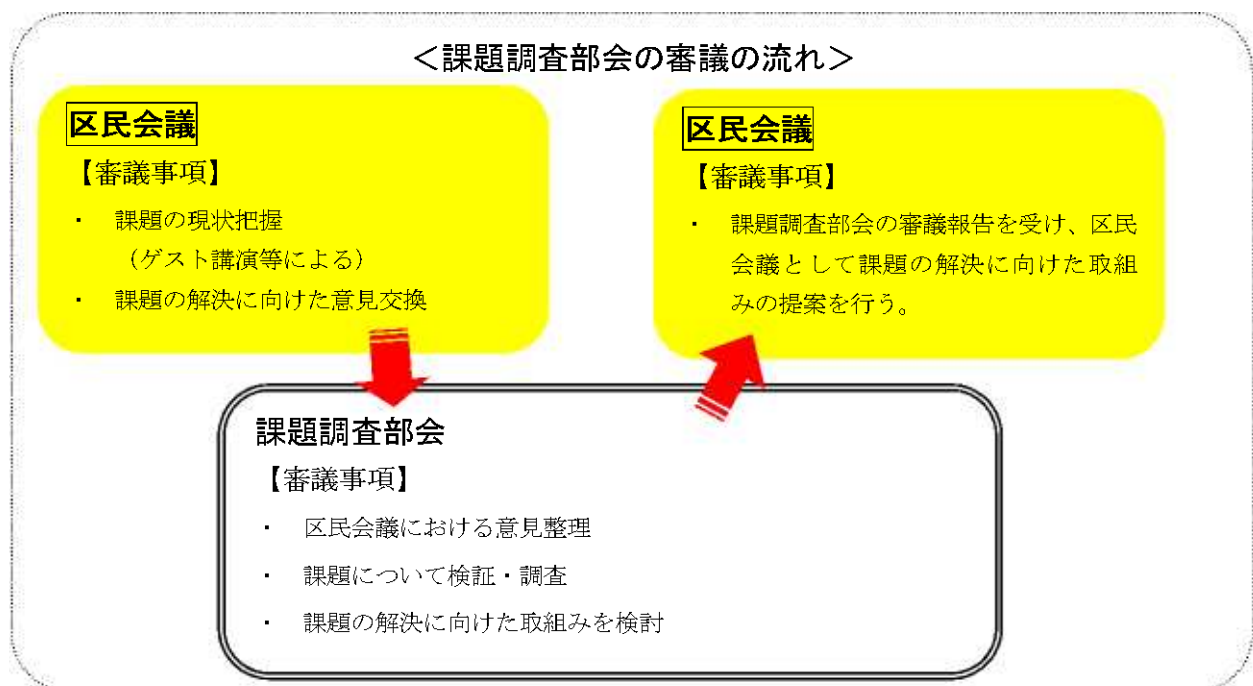 ＜課題調査部会の審議の流れ＞
区民会議
【審議事項】
・ 課題の現状把握
（ゲスト講演等による）
・ 課題の解決に向けた意見交換
区民会議
【審議事項】
・ 課題調査部会の審議報告を受け、区民
会議として課題の解決に向けた取組
みの提案を行う。
課題調査部会
【審議事項】
・ 区民会議における意見整理
・ 課題について検証・調査
・ 課題の解決に向けた取組みを検討